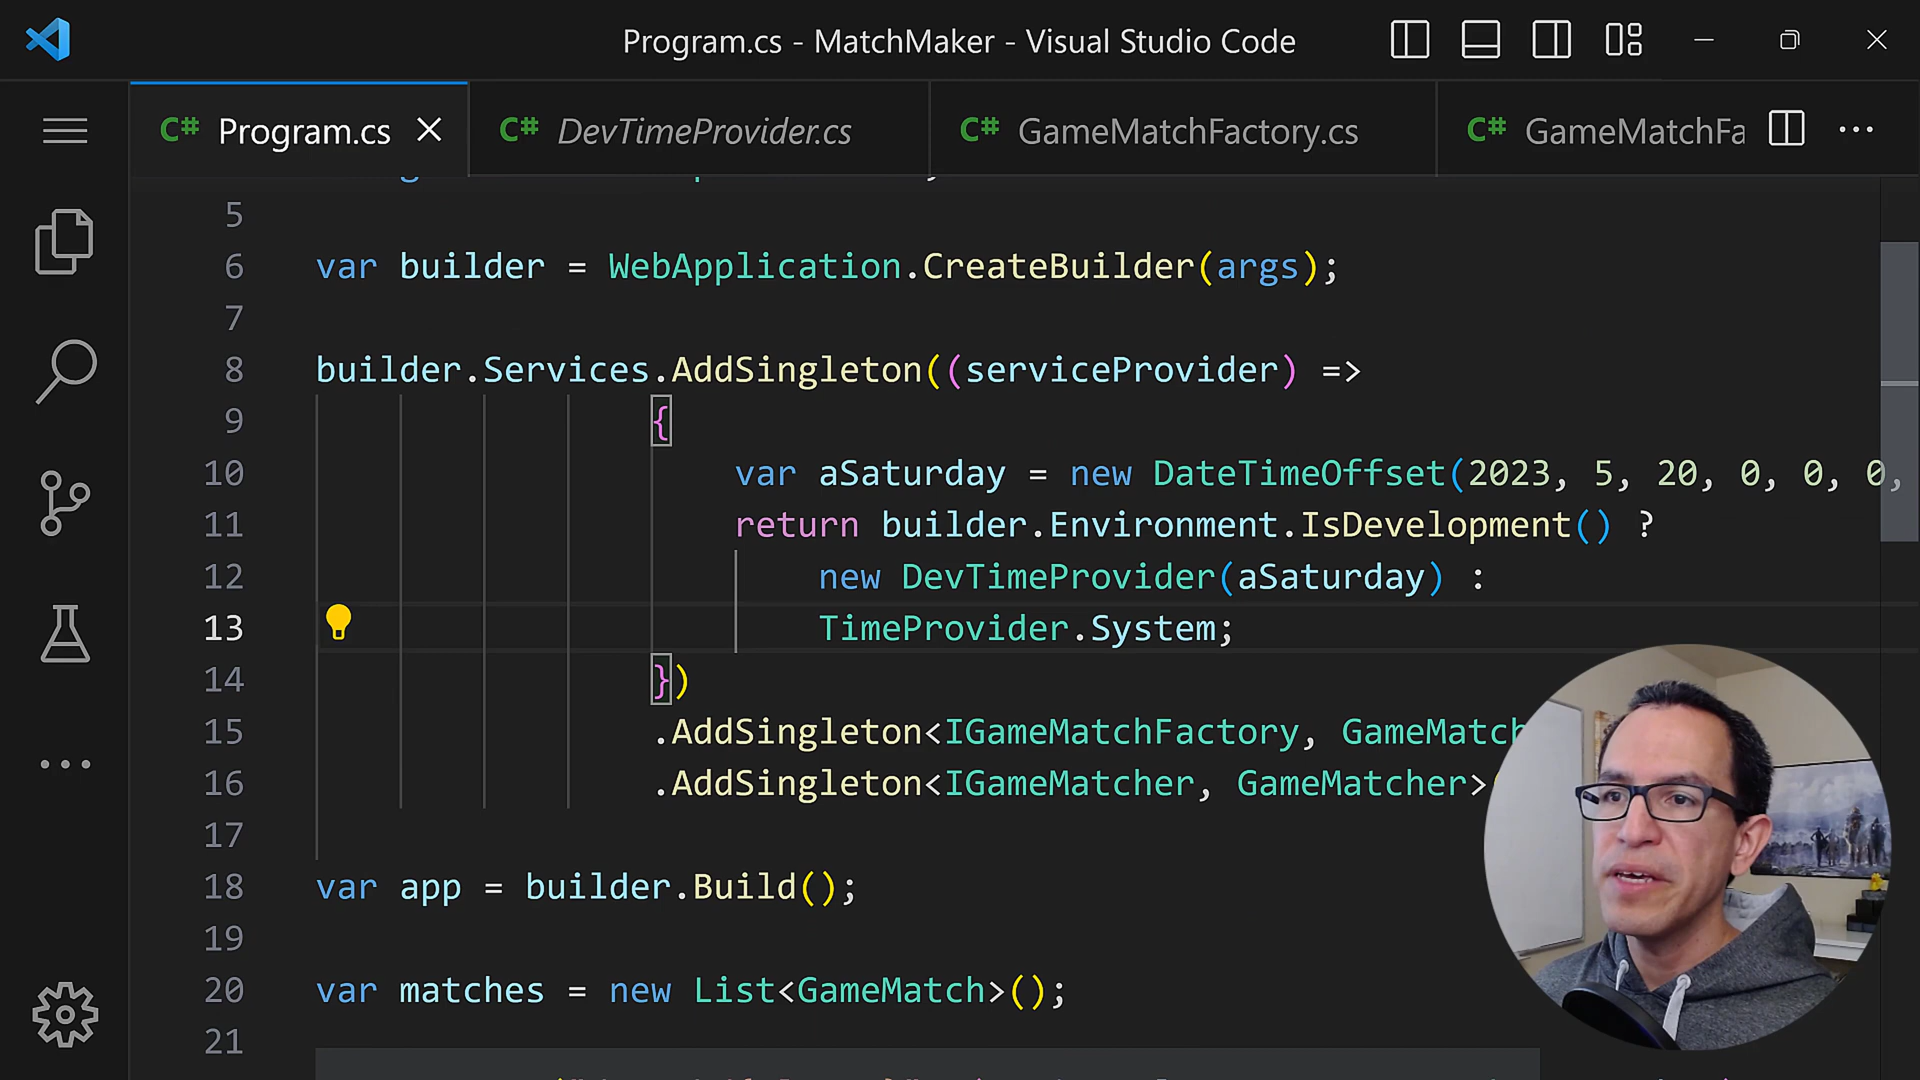 Program.cs - MatchMaker - Visual Studio Code
C# Program.cs
C# DevTimeProvider.cs
C# GameMatchFactory.cs
C# GameMatchFa
5
6 var builder = WebApplication.CreateBuilder(args);
7
8 builder.Services.AddSingleton((serviceProvider) =>
9 {
10 var aSaturday = new DateTimeOffset(2023, 5, 20, 0, 0, 0,
11 return builder.Environment.IsDevelopment() ?
12 new DevTimeProvider(aSaturday) :
13 TimeProvider.System;
14 })
15 .AddSingleton<IGameMatchFactory, GameMatch
16 .AddSingleton<IGameMatcher, GameMatcher>
17
18 var app = builder.Build();
19
20 var matches = new List<GameMatch>();
21